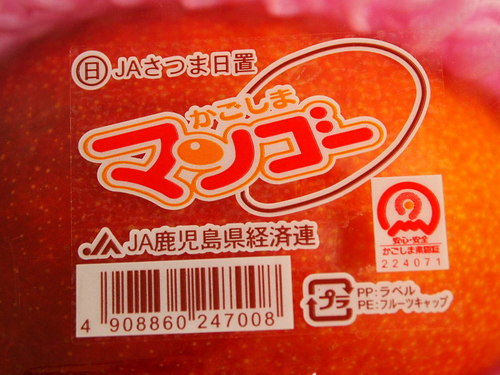 日 JAさつま日置
かごしま
マンゴー
JA鹿児島県経済連
安心・安全
かごしま県認証
224071
4 908860 247008
プラ
PP:ラベル
PE:フルーツキャップ